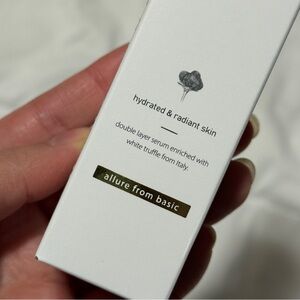 hydrated & radiant skin
double layer serum enriched with
white truffle from Italy.
allure from basic